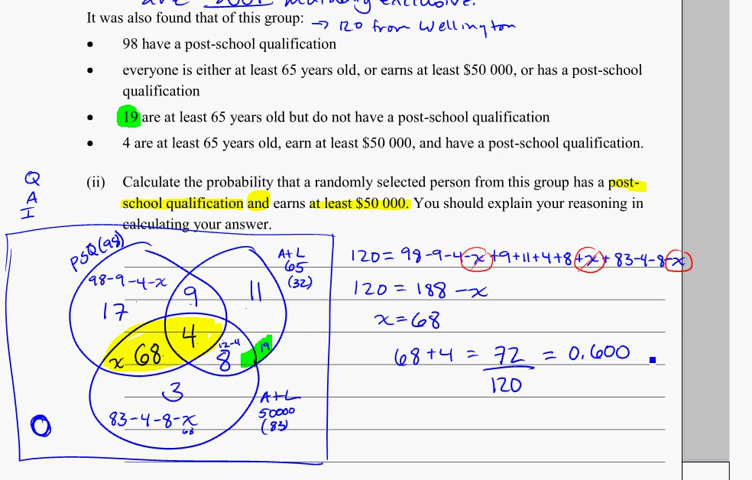 are not mutually exclusive.
It was also found that of this group: → 120 from Wellington
• 98 have a post-school qualification
• everyone is either at least 65 years old, or earns at least $50 000, or has a post-school
qualification
• 19 are at least 65 years old but do not have a post-school qualification
• 4 are at least 65 years old, earn at least $50 000, and have a post-school qualification.
Q
A
I
(ii) Calculate the probability that a randomly selected person from this group has a post-
school qualification and earns at least $50 000. You should explain your reasoning in
calculating your answer.
PSQ(98)
98-9-4-x
17
9
11
A+L
65
(32)
4
x 68
12-4
8
19
3
83-4-8-x
68
A+L
50000
(83)
0
120 = 98-9-4-x+9+11+4+8+x+83-4-8-x
120 = 188 - x
x = 68
68+4 = 72 = 0.600
120